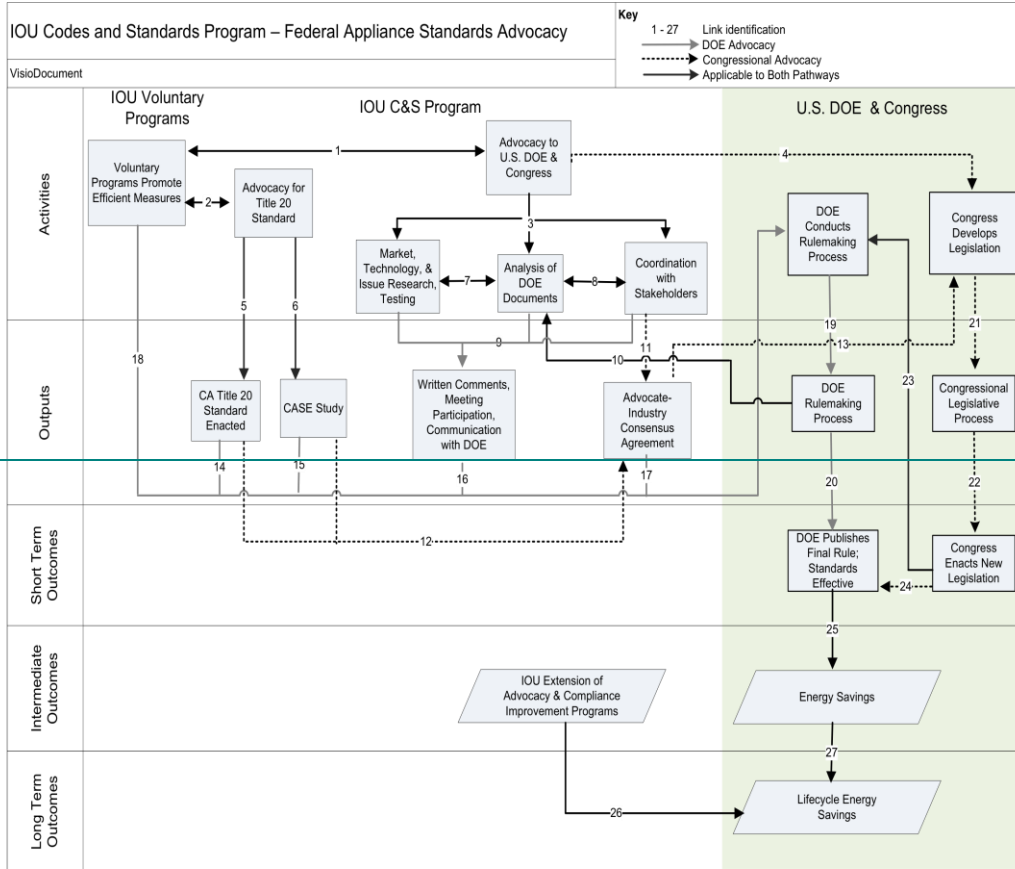 IOU Codes and Standards Program – Federal Appliance Standards Advocacy
VisioDocument
Key
1 - 27 Link identification
DOE Advocacy
Congressional Advocacy
Applicable to Both Pathways
IOU Voluntary
Programs
IOU C&S Program
U.S. DOE & Congress
Activities
Voluntary
Programs Promote
Efficient Measures
1
Advocacy to
U.S. DOE &
Congress
4
2
Advocacy for
Title 20
Standard
3
DOE
Conducts
Rulemaking
Process
Congress
Develops
Legislation
Market,
Technology, &
Issue Research,
Testing
7
Analysis of
DOE
Documents
8
Coordination
with
Stakeholders
5
6
Outputs
18
9
11
10
13
19
21
23
CA Title 20
Standard
Enacted
CASE Study
Written Comments,
Meeting
Participation,
Communication
with DOE
Advocate-
Industry
Consensus
Agreement
DOE
Rulemaking
Process
Congressional
Legislative
Process
14
15
16
17
20
22
Short Term
Outcomes
12
DOE Publishes
Final Rule;
Standards
Effective
24
Congress
Enacts New
Legislation
25
Intermediate
Outcomes
IOU Extension of
Advocacy & Compliance
Improvement Programs
Energy Savings
27
Long Term
Outcomes
26
Lifecycle Energy
Savings